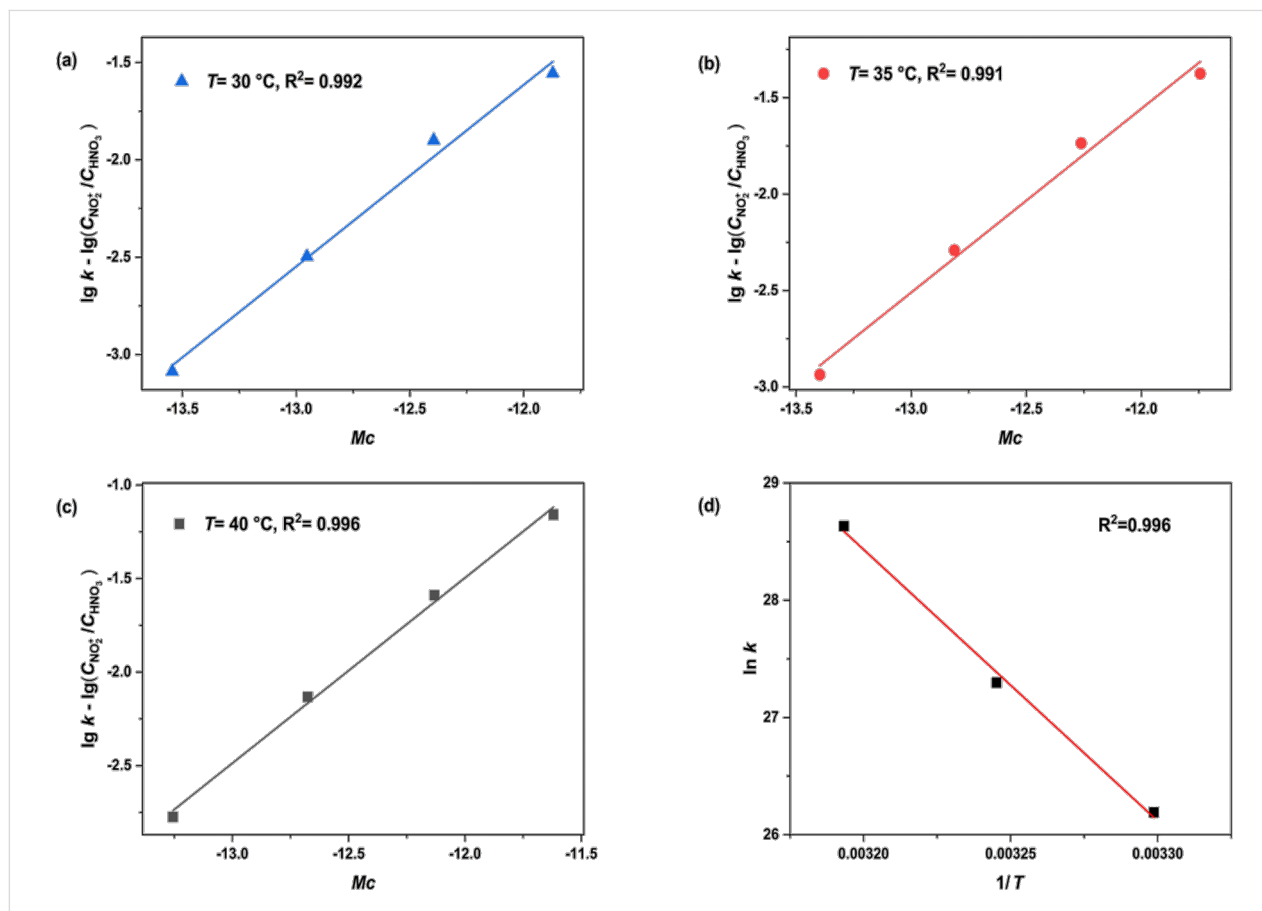 (a)
T= 30 °C, R²= 0.992
lg k - lg(C_NO₂⁺/C_HNO₃)
-1.5
-2.0
-2.5
-3.0
-13.5
-13.0
-12.5
-12.0
Mc
(b)
T= 35 °C, R²= 0.991
lg k - lg(C_NO₂⁺/C_HNO₃)
-1.5
-2.0
-2.5
-3.0
-13.5
-13.0
-12.5
-12.0
Mc
(c)
T= 40 °C, R²= 0.996
lg k - lg(C_NO₂⁺/C_HNO₃)
-1.0
-1.5
-2.0
-2.5
-13.0
-12.5
-12.0
-11.5
Mc
(d)
R²=0.996
ln k
29
28
27
26
0.00320
0.00325
0.00330
1/T